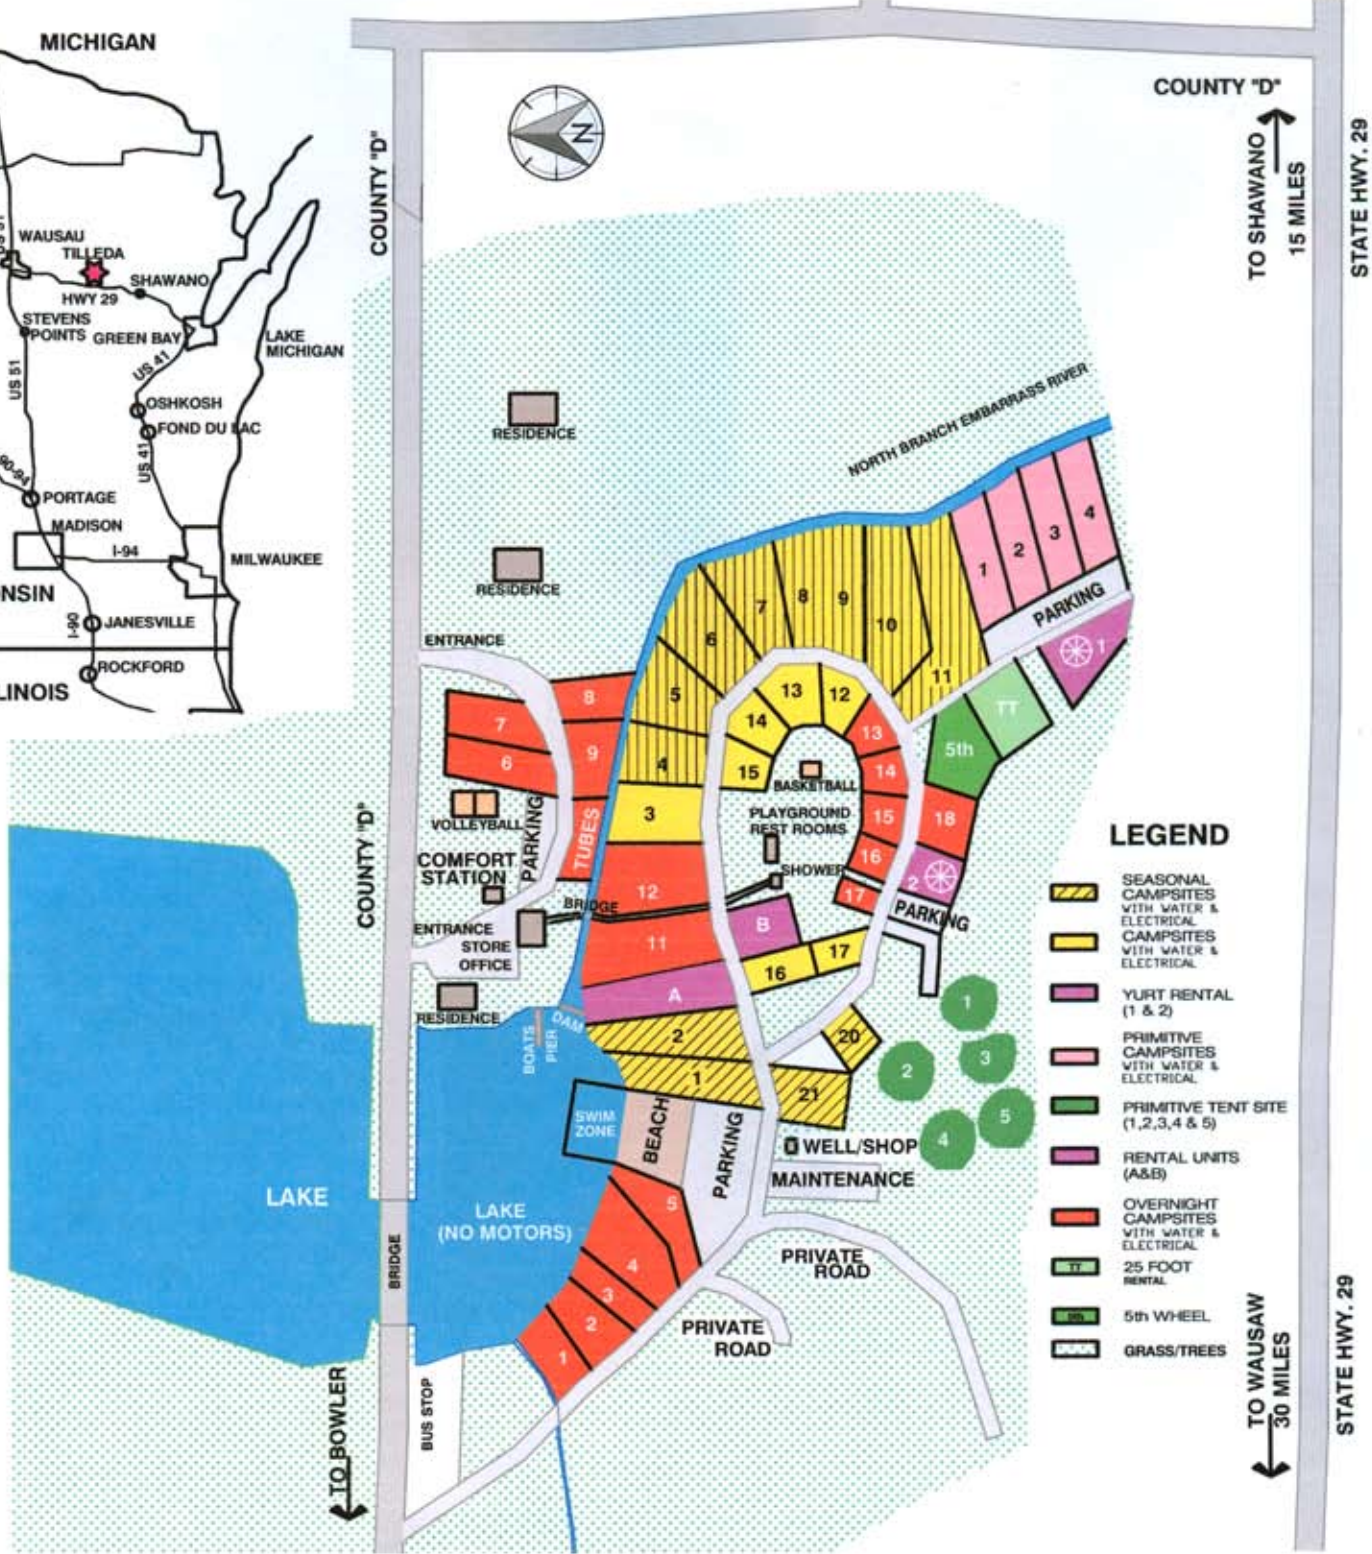 MICHIGAN
WAUSAU
TILLEDA
SHAWANO
HWY 29
STEVENS
POINTS
GREEN BAY
LAKE
MICHIGAN
US 41
US 51
OSHKOSH
FOND DU LAC
US 41
90-94
PORTAGE
MADISON
I-94
MILWAUKEE
NSIN
I-90
JANESVILLE
ROCKFORD
LINOIS
N
COUNTY "D"
COUNTY "D"
TO SHAWANO
15 MILES
STATE HWY. 29
RESIDENCE
RESIDENCE
NORTH BRANCH EMBARRASS RIVER
1
2
3
4
PARKING
1
ENTRANCE
8
7
6
9
5
6
7
8
9
10
11
4
3
13
12
14
15
13
14
15
16
17
18
TT
5th
2
PARKING
BASKETBALL
PLAYGROUND
REST ROOMS
SHOWER
VOLLEYBALL
PARKING
TUBES
COMFORT
STATION
COUNTY "D"
BRIDGE
12
11
A
B
16
17
ENTRANCE
STORE
OFFICE
RESIDENCE
BOATS
PIER
DAM
2
1
20
21
1
2
3
4
5
SWIM
ZONE
BEACH
PARKING
WELL/SHOP
MAINTENANCE
LAKE
LAKE
(NO MOTORS)
BRIDGE
5
4
3
2
1
PRIVATE
ROAD
PRIVATE
ROAD
TO BOWLER
BUS STOP
LEGEND
SEASONAL
CAMPSITES
WITH WATER &
ELECTRICAL
CAMPSITES
WITH WATER &
ELECTRICAL
YURT RENTAL
(1 & 2)
PRIMITIVE
CAMPSITES
WITH WATER &
ELECTRICAL
PRIMITIVE TENT SITE
(1,2,3,4 & 5)
RENTAL UNITS
(A&B)
OVERNIGHT
CAMPSITES
WITH WATER &
ELECTRICAL
TT
25 FOOT
RENTAL
5th
5th WHEEL
GRASS/TREES
TO WAUSAW
30 MILES
STATE HWY. 29